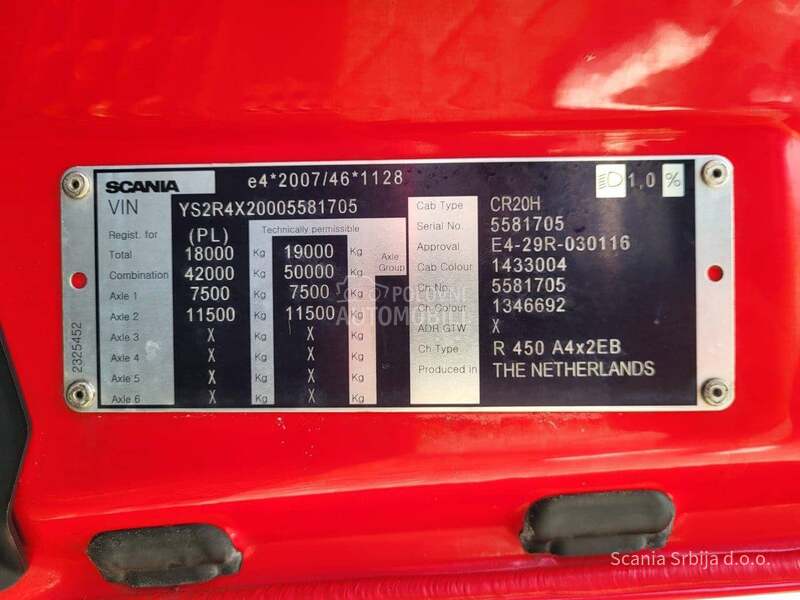 SCANIA e4*2007/46*1128 1,0 %
VIN YS2R4X20005581705
Regist. for (PL) Technically permissible
Total 18000 Kg 19000 Kg Axle Group
Combination 42000 Kg 50000 Kg
Axle 1 7500 Kg 7500 Kg
Axle 2 11500 Kg 11500 Kg
Axle 3 X Kg X Kg
Axle 4 X Kg X Kg
Axle 5 X Kg X Kg
Axle 6 X Kg X Kg
Cab Type CR20H
Serial No. 5581705
Approval E4-29R-030116
Cab Colour 1433004
Ch No. 5581705
Ch Colour 1346692
ADR GTW X
Ch Type R 450 A4x2EB
Produced in THE NETHERLANDS
2325452
POLOVNI
AUTOMOBILI
Scania Srbija d.o.o.